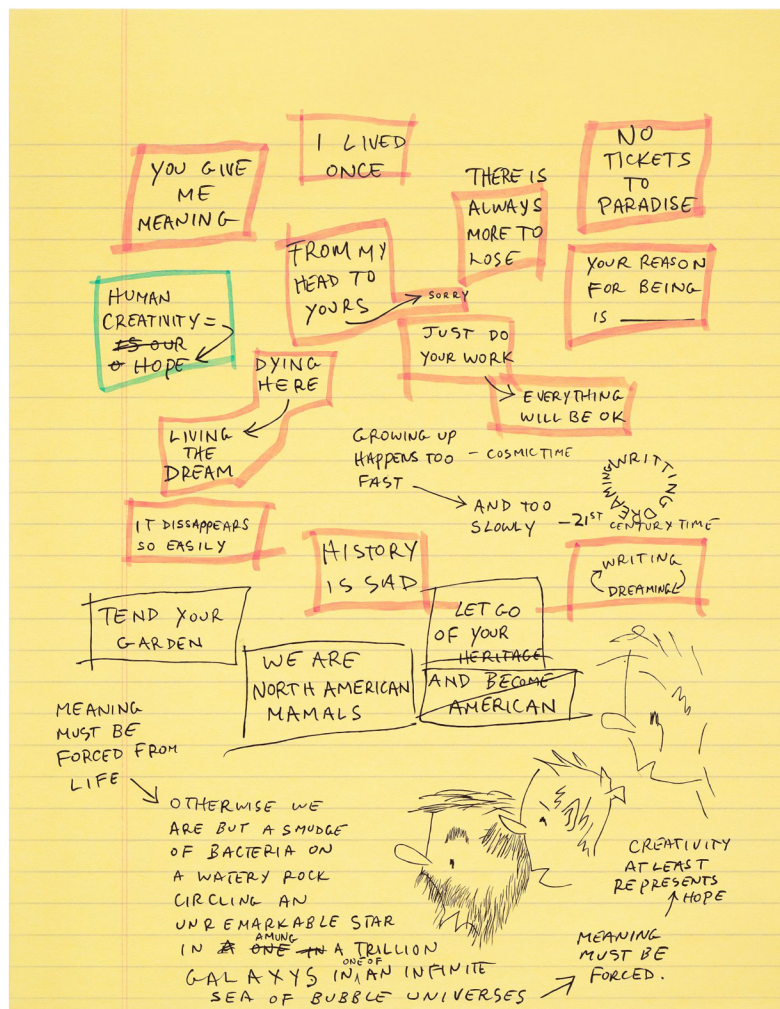 I LIVED
ONCE
NO
TICKETS
TO
PARADISE
YOU GIVE
ME
MEANING
THERE IS
ALWAYS
MORE TO
LOSE
FROM MY
HEAD TO
YOURS
SORRY
YOUR REASON
FOR BEING
IS ________
HUMAN
CREATIVITY =
IS OUR
HOPE
JUST DO
YOUR WORK
EVERYTHING
WILL BE OK
DYING
HERE
LIVING
THE
DREAM
GROWING UP
HAPPENS TOO
FAST
- COSMIC TIME
AND TOO
SLOWLY
- 21ST CENTURY TIME
WRITTING DREAMING
IT DISSAPPEARS
SO EASILY
HISTORY
IS SAD
WRITING
DREAMING
TEND YOUR
GARDEN
LET GO
OF YOUR
HERITAGE
AND BECOME
AMERICAN
WE ARE
NORTH AMERICAN
MAMALS
MEANING
MUST BE
FORCED FROM
LIFE
OTHERWISE WE
ARE BUT A SMUDGE
OF BACTERIA ON
A WATERY ROCK
CIRCLING AN
UNREMARKABLE STAR
IN A AMUNG ONE IN A TRILLION
GALAXYS IN ONE OF AN INFINITE
SEA OF BUBBLE UNIVERSES
MEANING
MUST BE
FORCED.
CREATIVITY
AT LEAST
REPRESENTS
HOPE